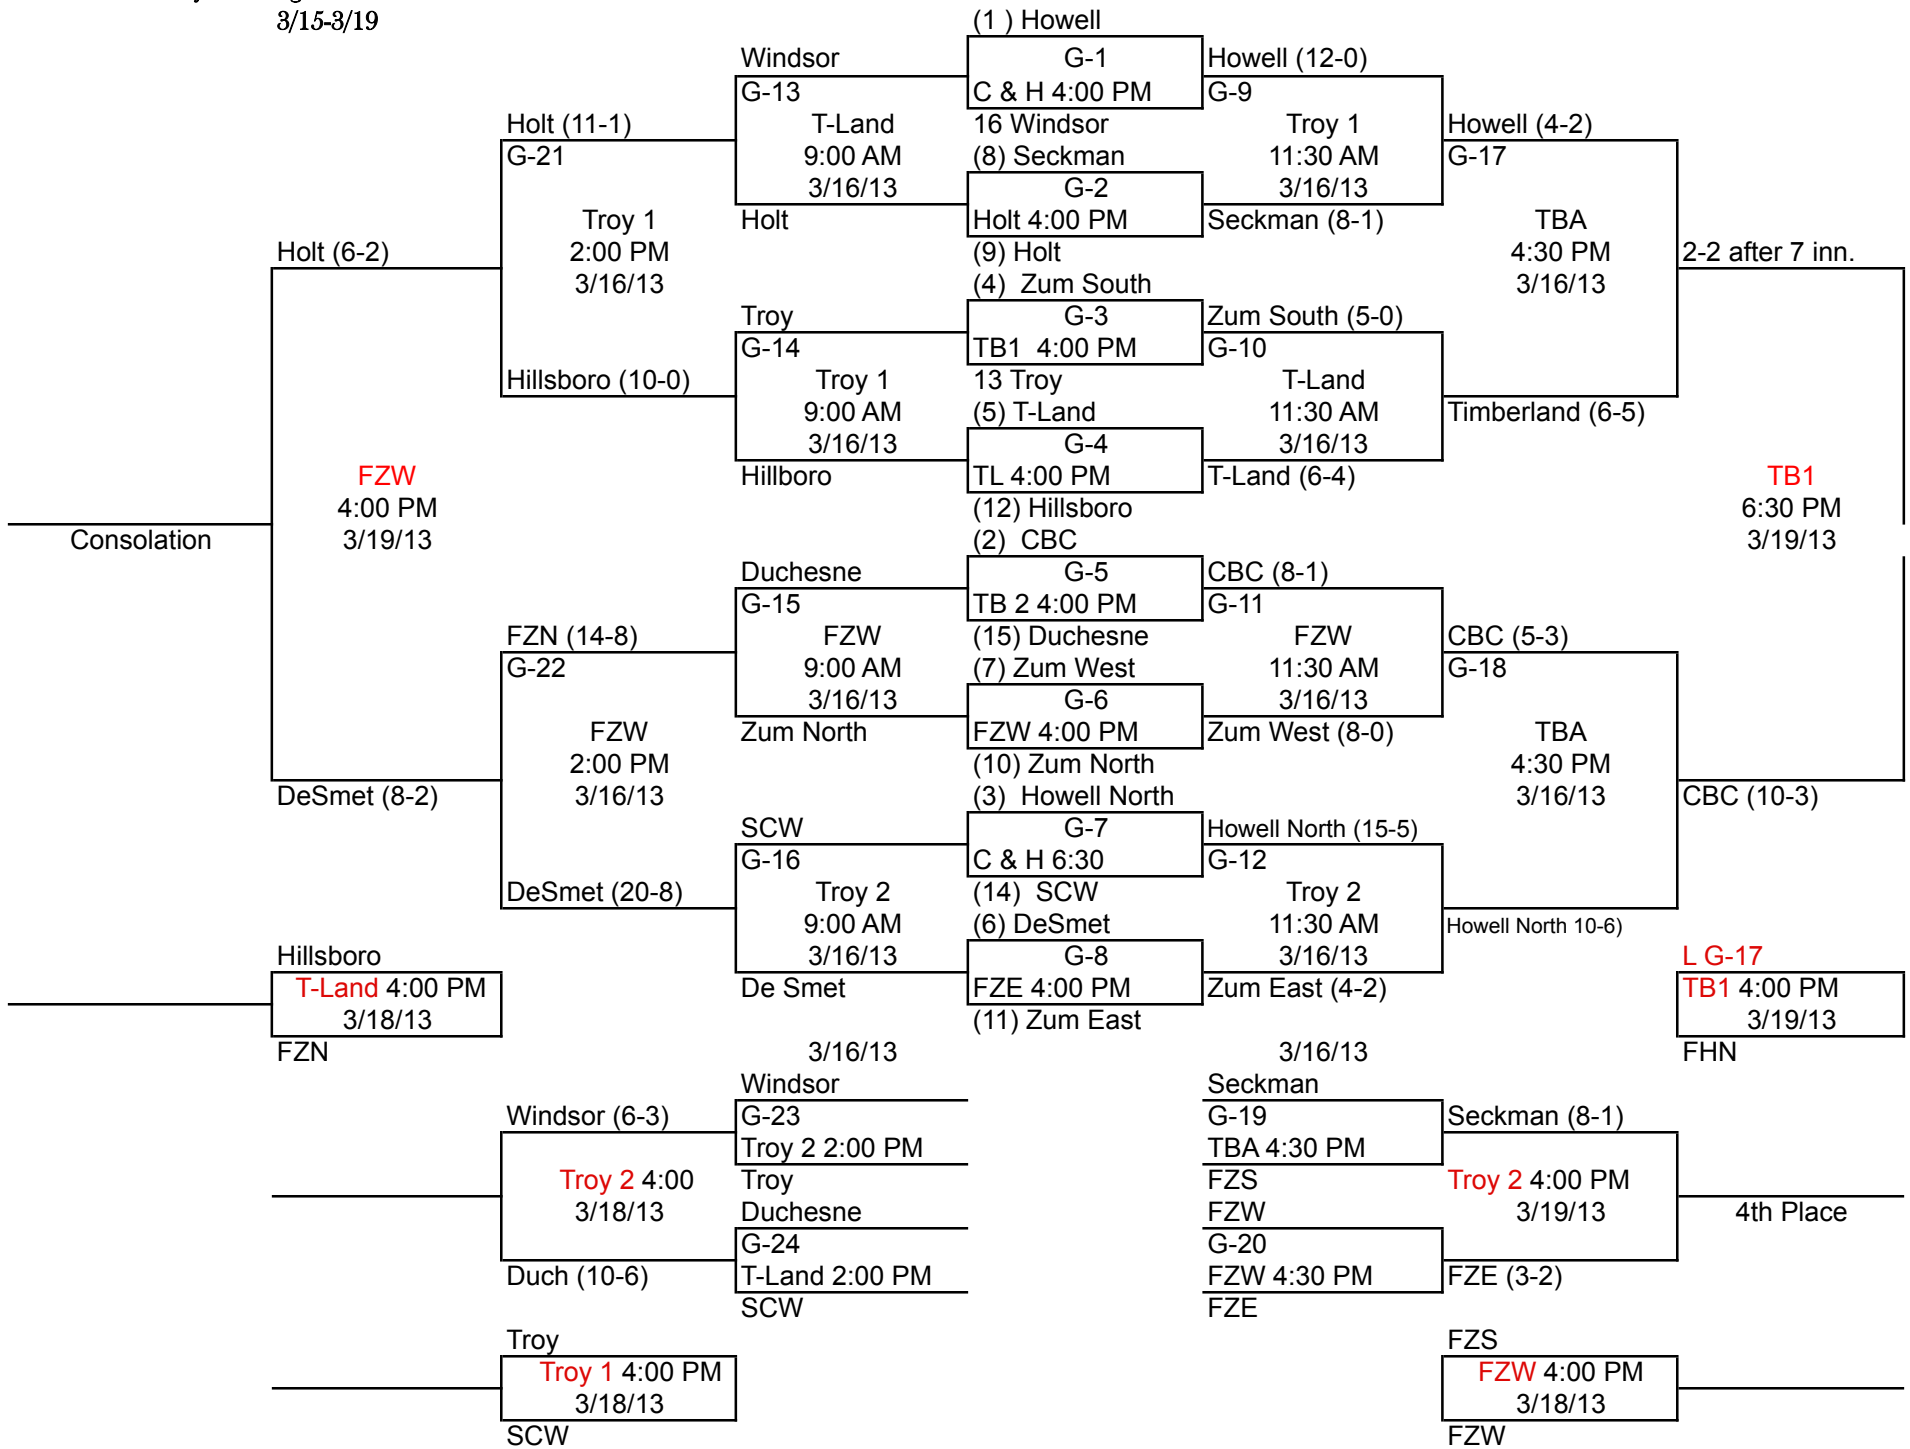 3/15-3/19
(1 ) Howell
Windsor
G-1
Howell (12-0)
G-13
C & H 4:00 PM
G-9
Holt (11-1)
T-Land
16 Windsor
Troy 1
Howell (4-2)
G-21
9:00 AM
(8) Seckman
11:30 AM
G-17
3/16/13
G-2
3/16/13
Troy 1
Holt
Holt 4:00 PM
Seckman (8-1)
TBA
Holt (6-2)
2:00 PM
(9) Holt
4:30 PM
2-2 after 7 inn.
3/16/13
(4) Zum South
3/16/13
Troy
G-3
Zum South (5-0)
G-14
TB1 4:00 PM
G-10
Hillsboro (10-0)
Troy 1
13 Troy
T-Land
9:00 AM
(5) T-Land
11:30 AM
Timberland (6-5)
3/16/13
G-4
3/16/13
FZW
Hillboro
TL 4:00 PM
T-Land (6-4)
TB1
4:00 PM
(12) Hillsboro
6:30 PM
Consolation
3/19/13
(2) CBC
3/19/13
Duchesne
G-5
CBC (8-1)
G-15
TB 2 4:00 PM
G-11
FZN (14-8)
FZW
(15) Duchesne
FZW
CBC (5-3)
G-22
9:00 AM
(7) Zum West
11:30 AM
G-18
3/16/13
G-6
3/16/13
FZW
Zum North
FZW 4:00 PM
Zum West (8-0)
TBA
2:00 PM
(10) Zum North
4:30 PM
DeSmet (8-2)
3/16/13
(3) Howell North
3/16/13
CBC (10-3)
SCW
G-7
Howell North (15-5)
G-16
C & H 6:30
G-12
DeSmet (20-8)
Troy 2
(14) SCW
Troy 2
9:00 AM
(6) DeSmet
11:30 AM
Howell North 10-6)
Hillsboro
3/16/13
G-8
3/16/13
L G-17
T-Land 4:00 PM
De Smet
FZE 4:00 PM
Zum East (4-2)
TB1 4:00 PM
3/18/13
(11) Zum East
3/19/13
FZN
3/16/13
3/16/13
FHN
Windsor
Seckman
Windsor (6-3)
G-23
G-19
Seckman (8-1)
Troy 2 2:00 PM
TBA 4:30 PM
Troy 2 4:00
Troy
FZS
Troy 2 4:00 PM
3/18/13
Duchesne
FZW
3/19/13
4th Place
G-24
G-20
Duch (10-6)
T-Land 2:00 PM
FZW 4:30 PM
FZE (3-2)
SCW
FZE
Troy
FZS
Troy 1 4:00 PM
FZW 4:00 PM
3/18/13
3/18/13
SCW
FZW